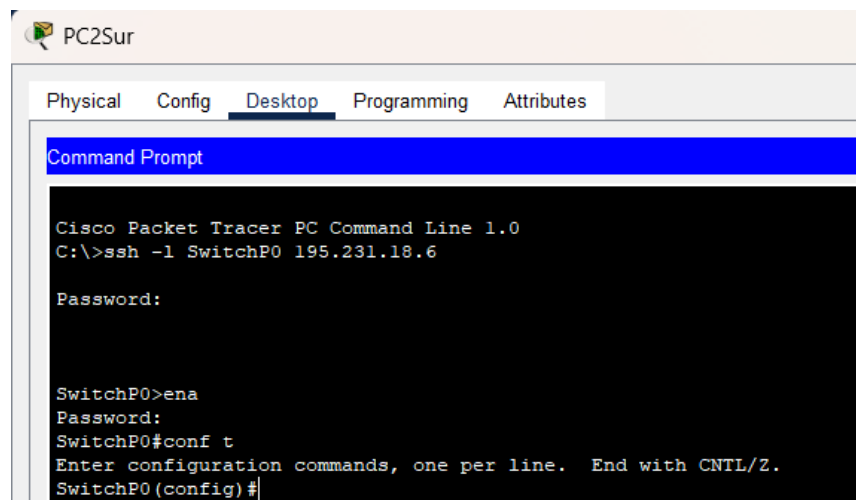 PC2Sur
Physical Config Desktop Programming Attributes
Command Prompt
Cisco Packet Tracer PC Command Line 1.0
C:\>ssh -l SwitchP0 195.231.18.6
Password:
SwitchP0>ena
Password:
SwitchP0#conf t
Enter configuration commands, one per line.  End with CNTL/Z.
SwitchP0(config)#